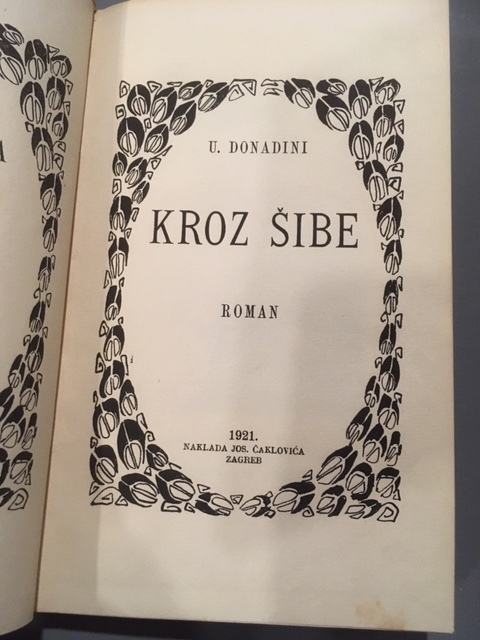 U. DONADINI
KROZ ŠIBE
ROMAN
1921.
NAKLADA JOS. ČAKLOVIĆA
ZAGREB